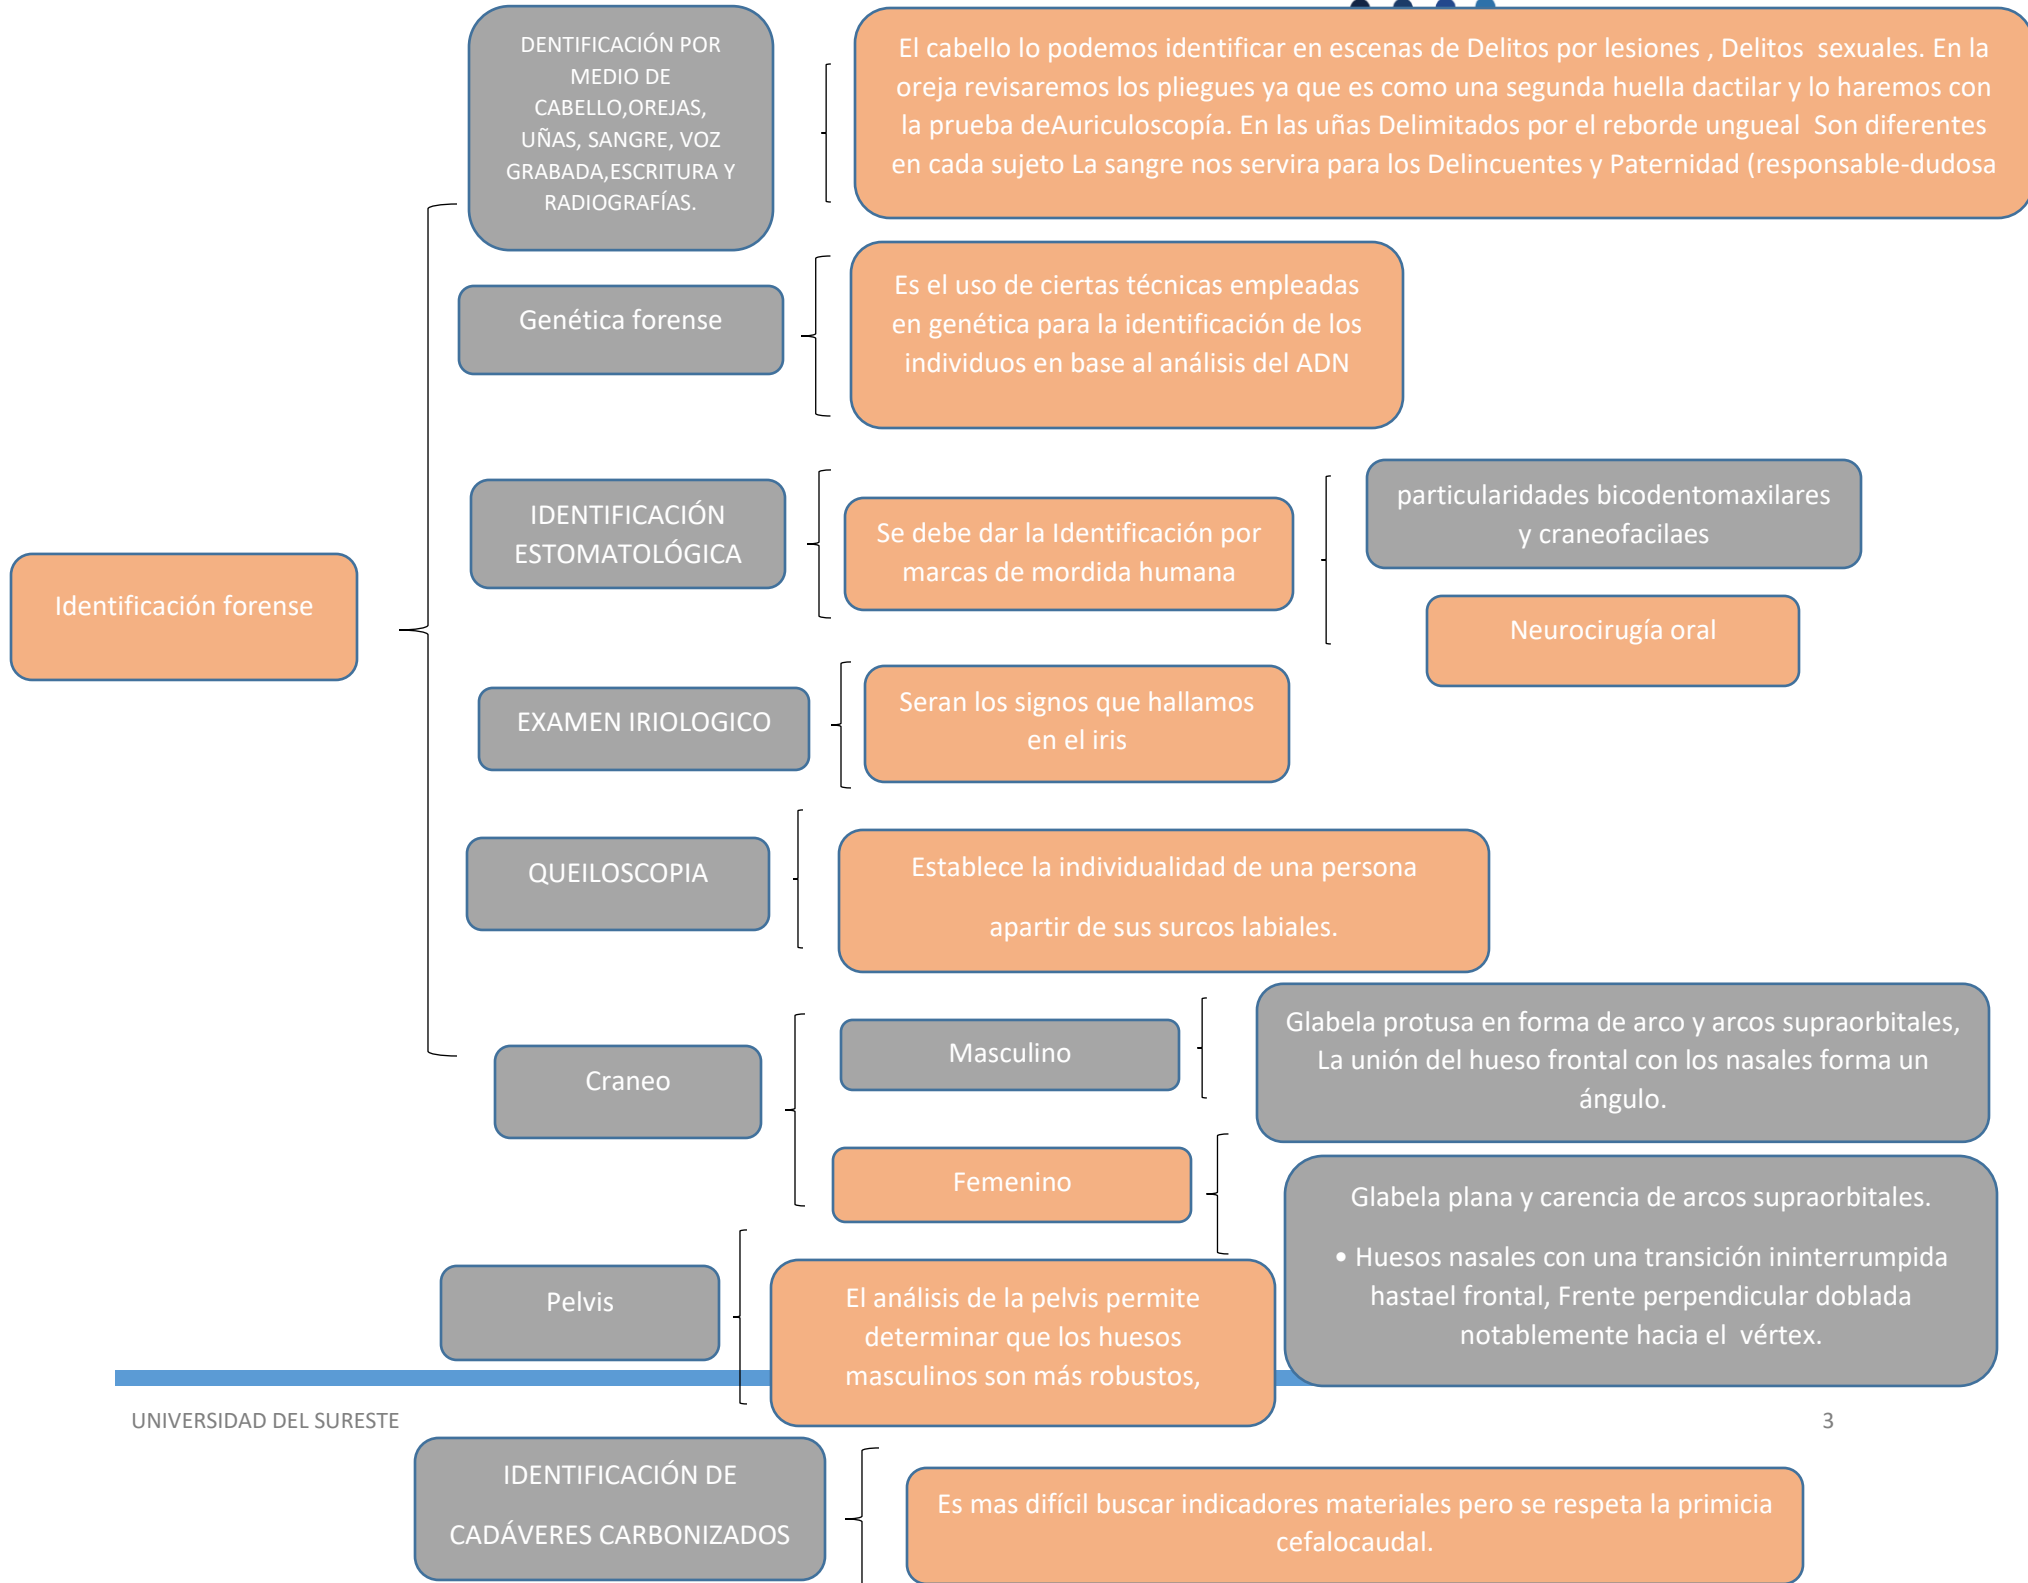 DENTIFICACIÓN POR
MEDIO DE
CABELLO,OREJAS,
UÑAS, SANGRE, VOZ
GRABADA,ESCRITURA Y
RADIOGRAFÍAS.
El cabello lo podemos identificar en escenas de Delitos por lesiones , Delitos  sexuales. En la
oreja revisaremos los pliegues ya que es como una segunda huella dactilar y lo haremos con
la prueba deAuriculoscopía. En las uñas Delimitados por el reborde ungueal  Son diferentes
en cada sujeto La sangre nos servira para los Delincuentes y Paternidad (responsable-dudosa
Genética forense
Es el uso de ciertas técnicas empleadas
en genética para la identificación de los
individuos en base al análisis del ADN
IDENTIFICACIÓN
ESTOMATOLÓGICA
Se debe dar la Identificación por
marcas de mordida humana
particularidades bicodentomaxilares
y craneofacilaes
Neurocirugía oral
Identificación forense
EXAMEN IRIOLOGICO
Seran los signos que hallamos
en el iris
QUEILOSCOPIA
Establece la individualidad de una persona
apartir de sus surcos labiales.
Craneo
Masculino
Glabela protusa en forma de arco y arcos supraorbitales,
La unión del hueso frontal con los nasales forma un
ángulo.
Femenino
Glabela plana y carencia de arcos supraorbitales.
• Huesos nasales con una transición ininterrumpida
hastael frontal, Frente perpendicular doblada
notablemente hacia el  vértex.
Pelvis
El análisis de la pelvis permite
determinar que los huesos
masculinos son más robustos,
UNIVERSIDAD DEL SURESTE
3
IDENTIFICACIÓN DE
CADÁVERES CARBONIZADOS
Es mas difícil buscar indicadores materiales pero se respeta la primicia
cefalocaudal.